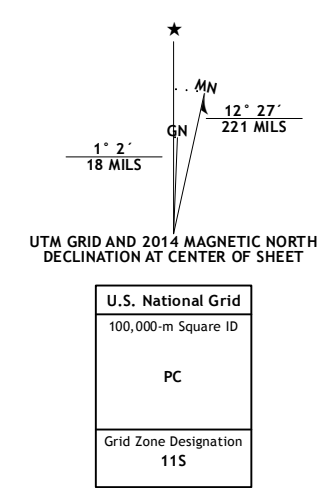 ★
MN
GN
12° 27´
221 MILS
1° 2´
18 MILS
UTM GRID AND 2014 MAGNETIC NORTH
DECLINATION AT CENTER OF SHEET
U.S. National Grid
100,000-m Square ID
PC
Grid Zone Designation
11S